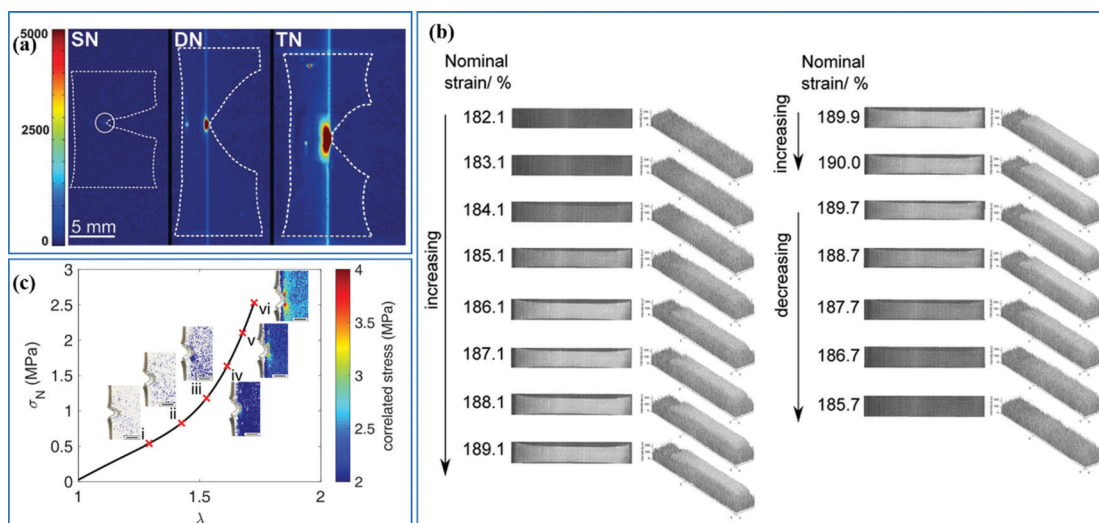 (a)
5000
2500
0
SN
DN
TN
5 mm
(b)
Nominal
strain/ %
increasing
182.1
183.1
184.1
185.1
186.1
187.1
188.1
189.1
Nominal
strain/ %
increasing
189.9
190.0
decreasing
189.7
188.7
187.7
186.7
185.7
(c)
σN (MPa)
3
2.5
2
1.5
1
0.5
0
1
1.5
2
λ
i
ii
iii
iv
v
vi
4
3.5
3
2.5
2
correlated stress (MPa)